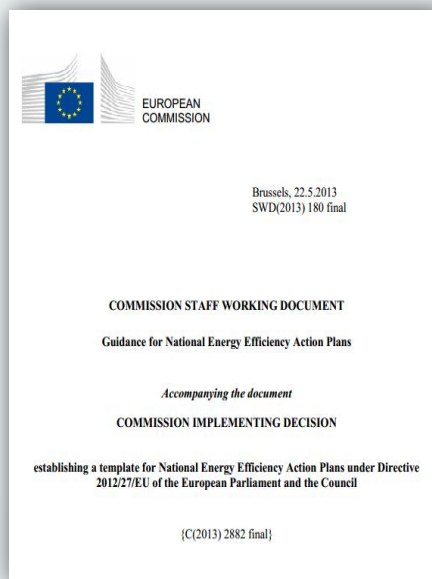 EUROPEAN
COMMISSION
Brussels, 22.5.2013
SWD(2013) 180 final
COMMISSION STAFF WORKING DOCUMENT
Guidance for National Energy Efficiency Action Plans
Accompanying the document
COMMISSION IMPLEMENTING DECISION
establishing a template for National Energy Efficiency Action Plans under Directive
2012/27/EU of the European Parliament and the Council
{C(2013) 2882 final}